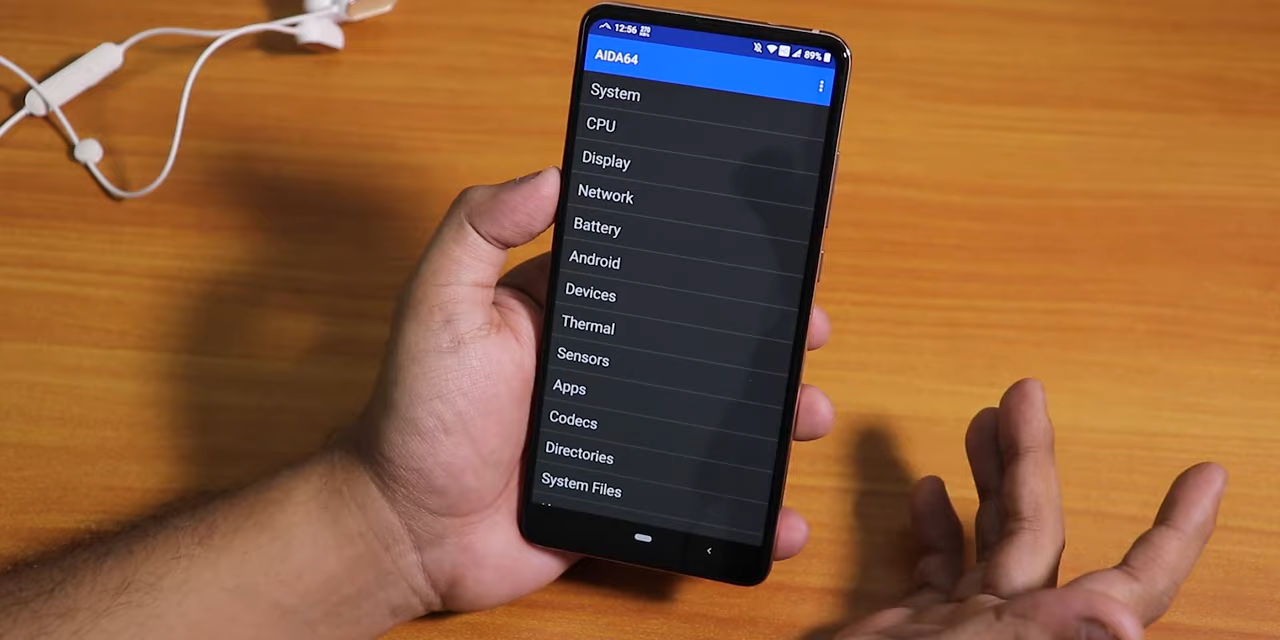 12:56 89%
AIDA64
System
CPU
Display
Network
Battery
Android
Devices
Thermal
Sensors
Apps
Codecs
Directories
System Files